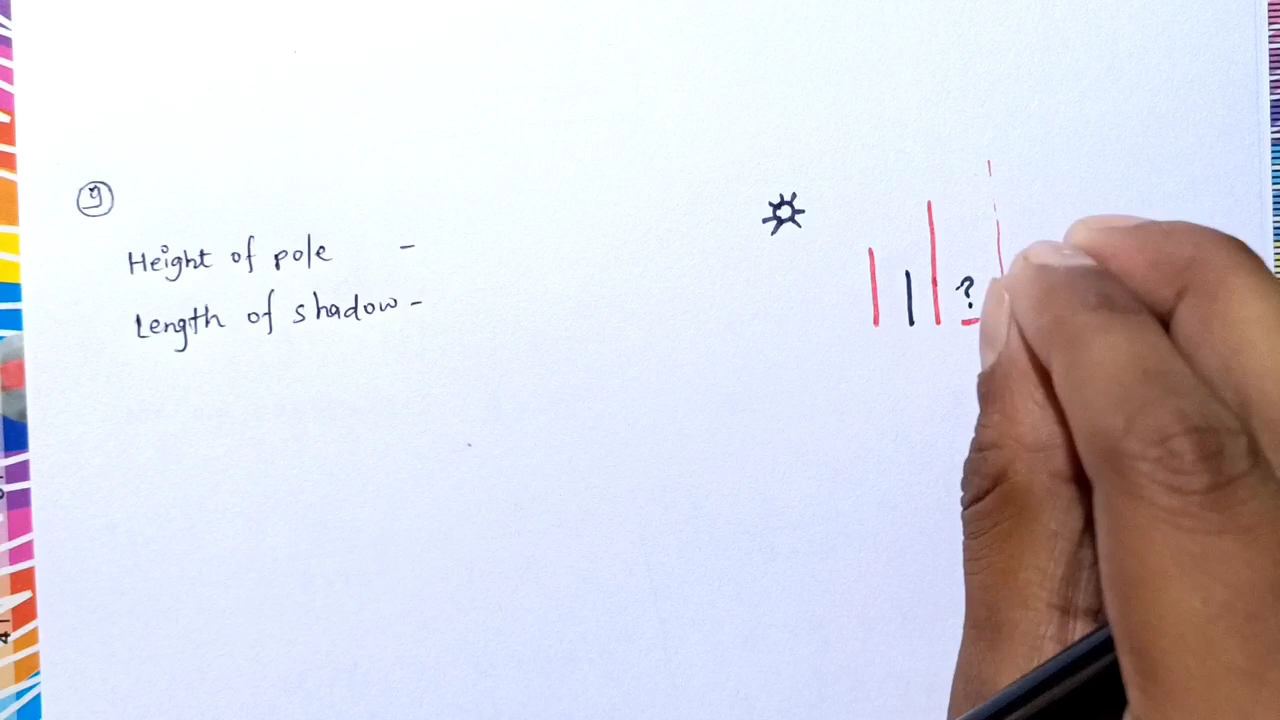 9
Height of pole -
Length of shadow -
?